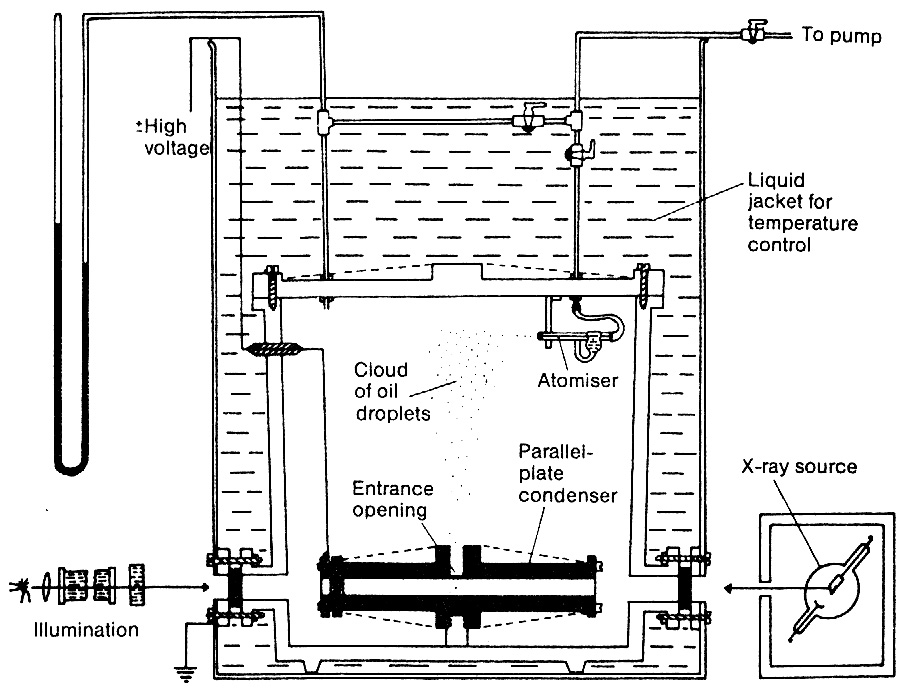 To pump
±High
voltage
Liquid
jacket for
temperature
control
Cloud
of oil
droplets
Atomiser
Parallel-
plate
condenser
X-ray source
Entrance
opening
Illumination